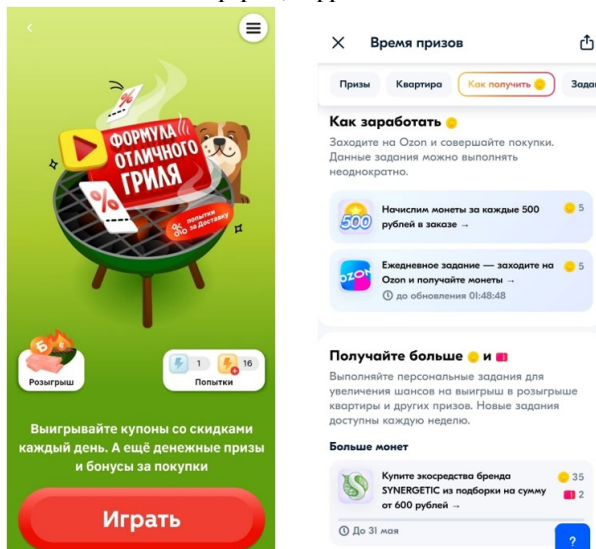 ФОРМУЛА
ОТЛИЧНОГО
ГРИЛЯ
%
%
% попытки
за Доставку
Б
Розыгрыш
1
16
Попытки
Выигрывайте купоны со скидками
каждый день. А ещё денежные призы
и бонусы за покупки
Играть
Время призов
Призы
Квартира
Как получить
Зада
Как заработать
Заходите на Ozon и совершайте покупки.
Данные задания можно выполнять
неоднократно.
500
Начислим монеты за каждые 500
рублей в заказе →
5
OZON
Ежедневное задание — заходите на
Ozon и получайте монеты →
5
до обновления 01:48:48
Получайте больше и
Выполняйте персональные задания для
увеличения шансов на выигрыш в розыгрыше
квартиры и других призов. Новые задания
доступны каждую неделю.
Больше монет
Купите экосредства бренда
SYNERGETIC из подборки на сумму
от 600 рублей →
35
2
До 31 мая
?